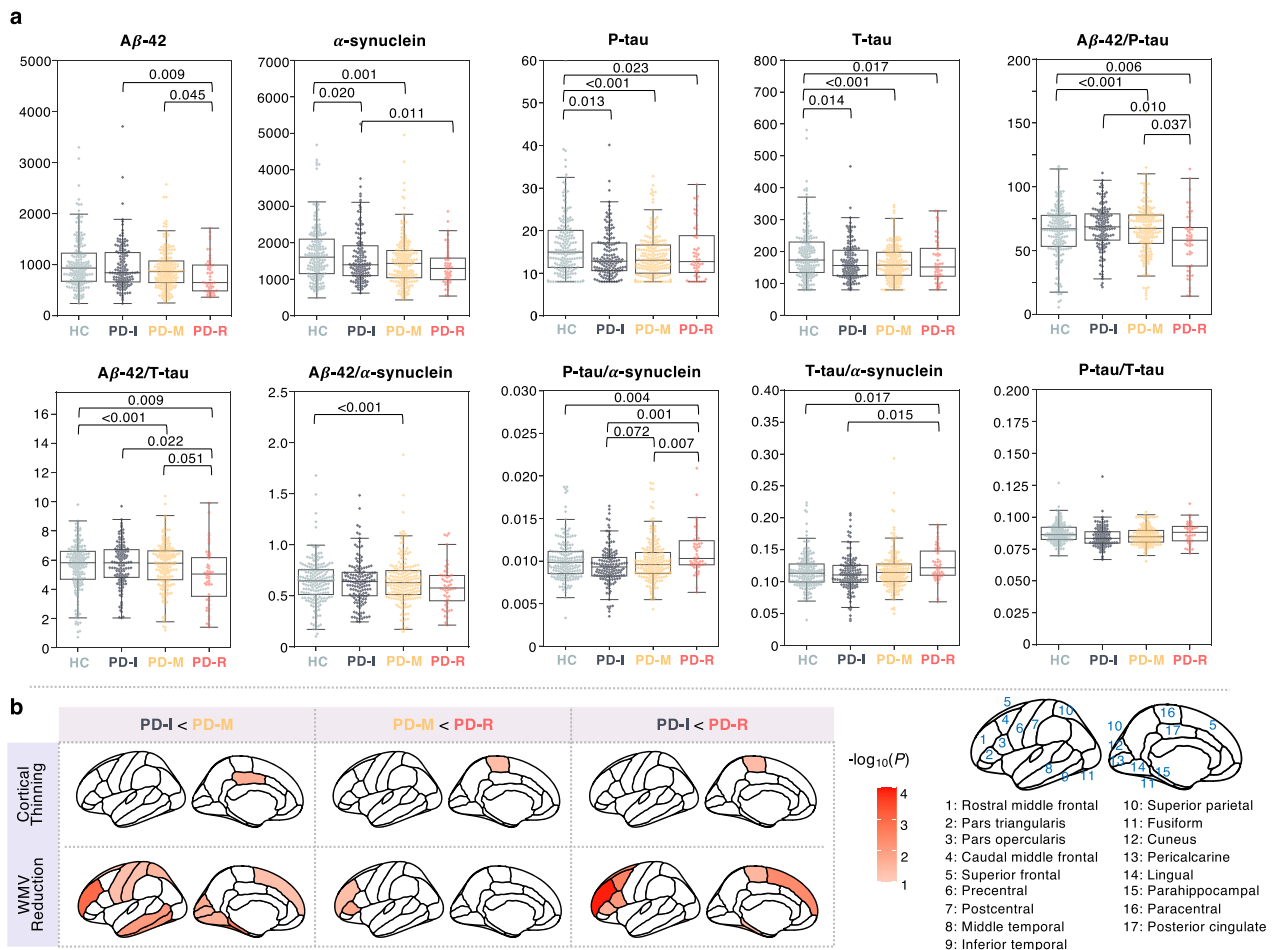 a
Aβ-42
5000
4000
3000
2000
1000
0
0.009
0.045
HC PD-I PD-M PD-R
α-synuclein
7000
6000
5000
4000
3000
2000
1000
0
0.001
0.020
0.011
HC PD-I PD-M PD-R
P-tau
60
50
40
30
20
10
0
0.023
<0.001
0.013
HC PD-I PD-M PD-R
T-tau
800
700
600
500
400
300
200
100
0
0.017
<0.001
0.014
HC PD-I PD-M PD-R
Aβ-42/P-tau
200
175
150
125
100
75
50
25
0
0.006
<0.001
0.010
0.037
HC PD-I PD-M PD-R
Aβ-42/T-tau
16
14
12
10
8
6
4
2
0
0.009
<0.001
0.022
0.051
HC PD-I PD-M PD-R
Aβ-42/α-synuclein
2.5
2.0
1.5
1.0
0.5
0
<0.001
HC PD-I PD-M PD-R
P-tau/α-synuclein
0.030
0.025
0.020
0.015
0.010
0.005
0
0.004
0.001
0.072
0.007
HC PD-I PD-M PD-R
T-tau/α-synuclein
0.40
0.35
0.30
0.25
0.20
0.15
0.10
0.05
0
0.017
0.015
HC PD-I PD-M PD-R
P-tau/T-tau
0.200
0.175
0.150
0.125
0.100
0.075
0.050
0.025
0
HC PD-I PD-M PD-R
b
PD-I < PD-M
PD-M < PD-R
PD-I < PD-R
Cortical
Thinning
WMV
Reduction
-log10(P)
4
3
2
1
5
4
6
7
10
1
3
2
8
9
11
16
5
10
17
12
13
14
15
11
1: Rostral middle frontal
2: Pars triangularis
3: Pars opercularis
4: Caudal middle frontal
5: Superior frontal
6: Precentral
7: Postcentral
8: Middle temporal
9: Inferior temporal
10: Superior parietal
11: Fusiform
12: Cuneus
13: Pericalcarine
14: Lingual
15: Parahippocampal
16: Paracentral
17: Posterior cingulate